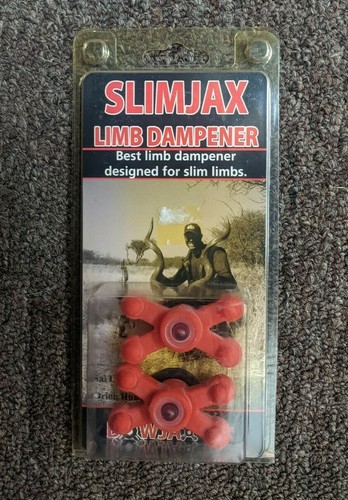 SLIMJAX
LIMB DAMPENER
Best limb dampener
designed for slim limbs.